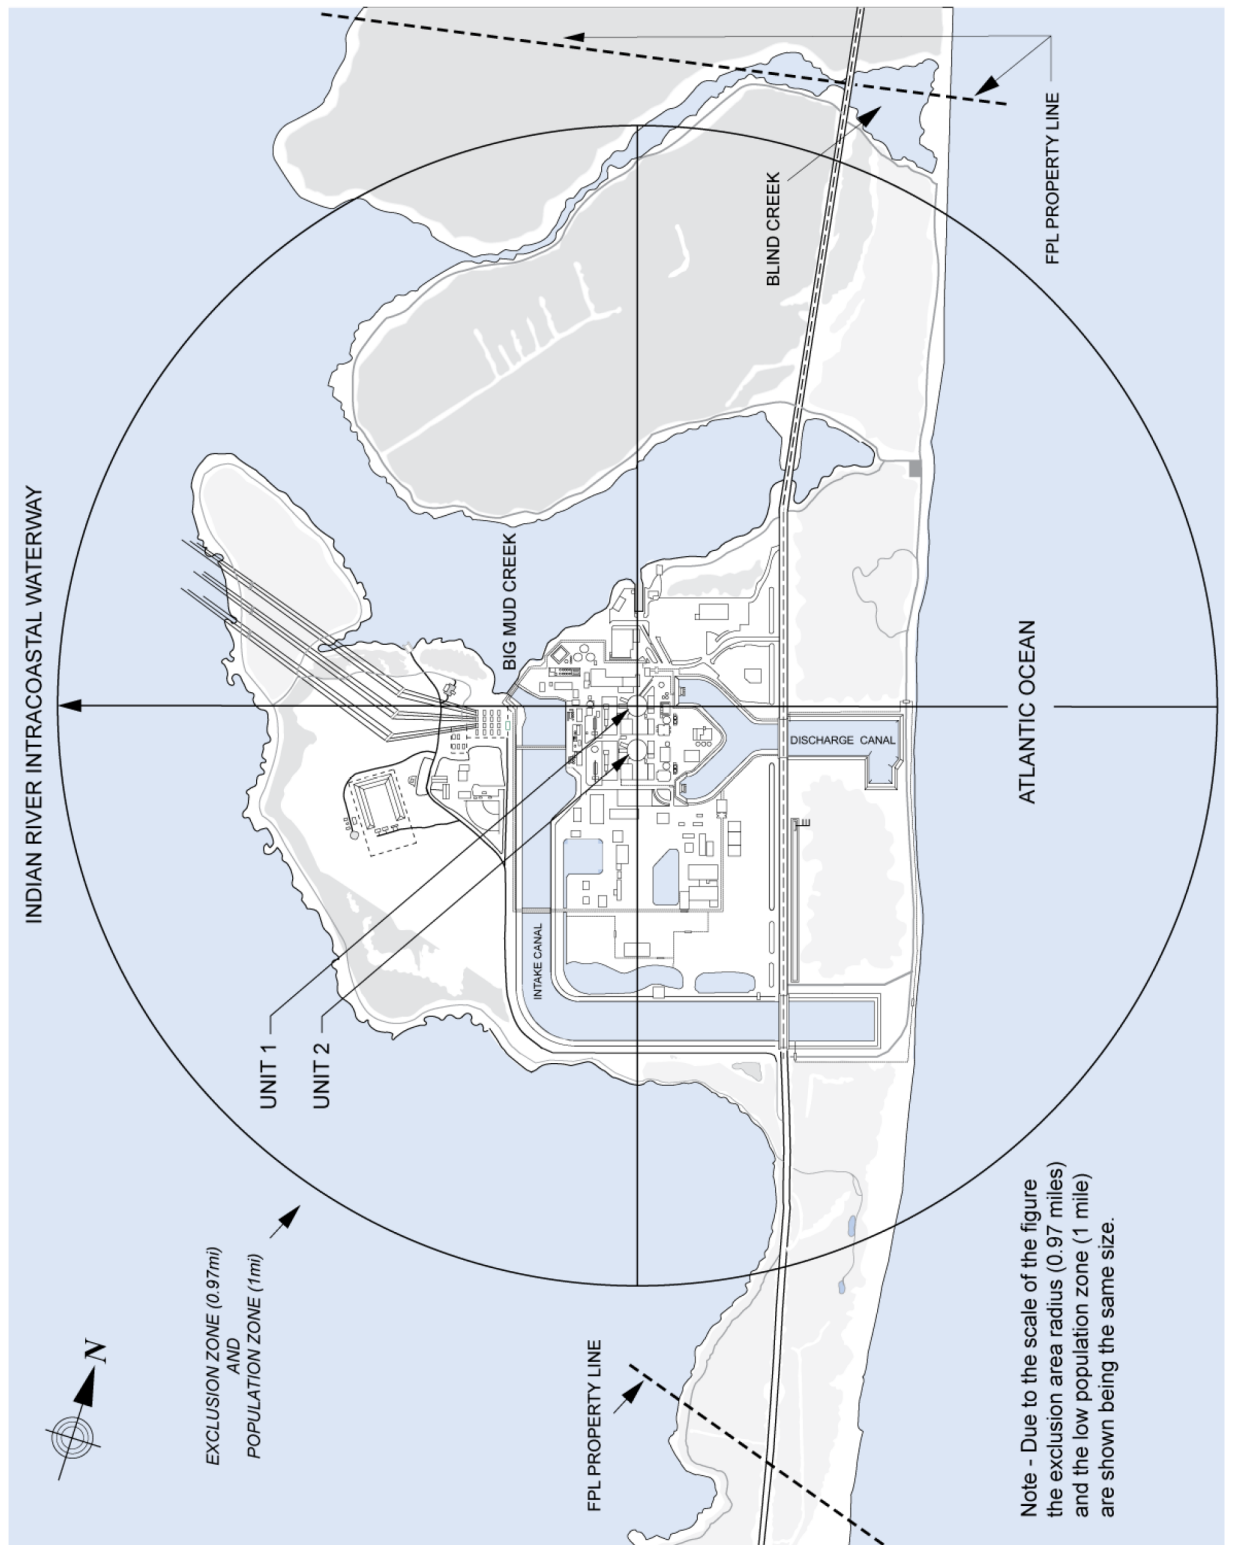 INDIAN RIVER INTRACOASTAL WATERWAY
UNIT 1
UNIT 2
BIG MUD CREEK
INTAKE CANAL
BLIND CREEK
FPL PROPERTY LINE
DISCHARGE CANAL
ATLANTIC OCEAN
EXCLUSION ZONE (0.97mi)
AND
POPULATION ZONE (1mi)
N
FPL PROPERTY LINE
Note - Due to the scale of the figure
the exclusion area radius (0.97 miles)
and the low population zone (1 mile)
are shown being the same size.